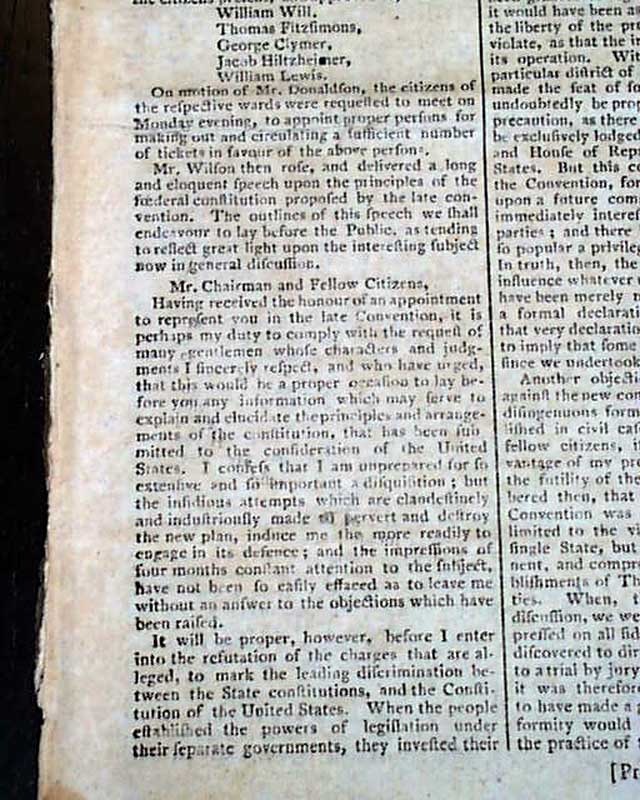 William Will,
Thomas Fitzſimons,
George Clymer,
Jacob Hiltzheimer,
William Lewis.
On motion of Mr. Donaldſon, the citizens of
the reſpective wards were requeſted to meet on
Monday evening, to appoint proper perſons for
making out and circulating a ſufficient number
of tickets in favour of the above perſons.
Mr. Wilſon then roſe, and delivered a long
and eloquent ſpeech upon the principles of the
fœderal conſtitution propoſed by the late con-
vention. The outlines of this ſpeech we ſhall
endeavour to lay before the Public, as tending
to reflect great light upon the intereſting ſubject
now in general diſcuſſion.
Mr. Chairman and Fellow Citizens,
Having received the honour of an appointment
to repreſent you in the late Convention, it is
perhaps my duty to comply with the requeſt of
many gentlemen whoſe characters and judg-
ments I ſincerely reſpect, and who have urged,
that this would be a proper occaſion to lay be-
fore you any information which may ſerve to
explain and elucidate the principles and arrange-
ments of the conſtitution, that has been ſub
mitted to the conſideration of the United
States. I confeſs that I am unprepared for ſo
extenſive and ſo important a diſquiſition; but
the inſidious attempts which are clandeſtinely
and induſtriouſly made to pervert and deſtroy
the new plan, induce me the more readily to
engage in its defence; and the impreſſions of
four months conſtant attention to the ſubject,
have not been ſo eaſily effaced as to leave me
without an anſwer to the objections which have
been raiſed.
It will be proper, however, before I enter
into the refutation of the charges that are al-
leged, to mark the leading diſcrimination be-
tween the State conſtitutions, and the Conſti-
tution of the United States. When the people
eſtabliſhed the powers of legiſlation under
their ſeparate governments, they inveſted their
it would have been as
the liberty of the pre
violate, as that the in
its operation. Wit
particular diſtrict of
made the ſeat of fo
undoubtedly be prop
precaution, as there
be excluſively lodged
and Houſe of Repr
States. But this co
the Convention, for
upon a future com
immediately intere
parties; and there
ſo popular a privileg
In truth, then, the
influence whatever
have been merely n
a formal declarati
that very declaratio
to imply that ſome
ſince we undertook
Another objecti
againſt the new con
diſingenuous form
liſhed in civil caſ
fellow citizens, it
vantage of my pro
the futility of the
bered then, that
Convention was
limited to the vi
ſingle State, but
nent, and compre
bliſhments of Th
ties. When, t
diſcuſſion, we we
preſſed on all ſid
diſcovered to dir
to a trial by jury
it was therefor
to have made a g
formity would
the practice of t
[Pr